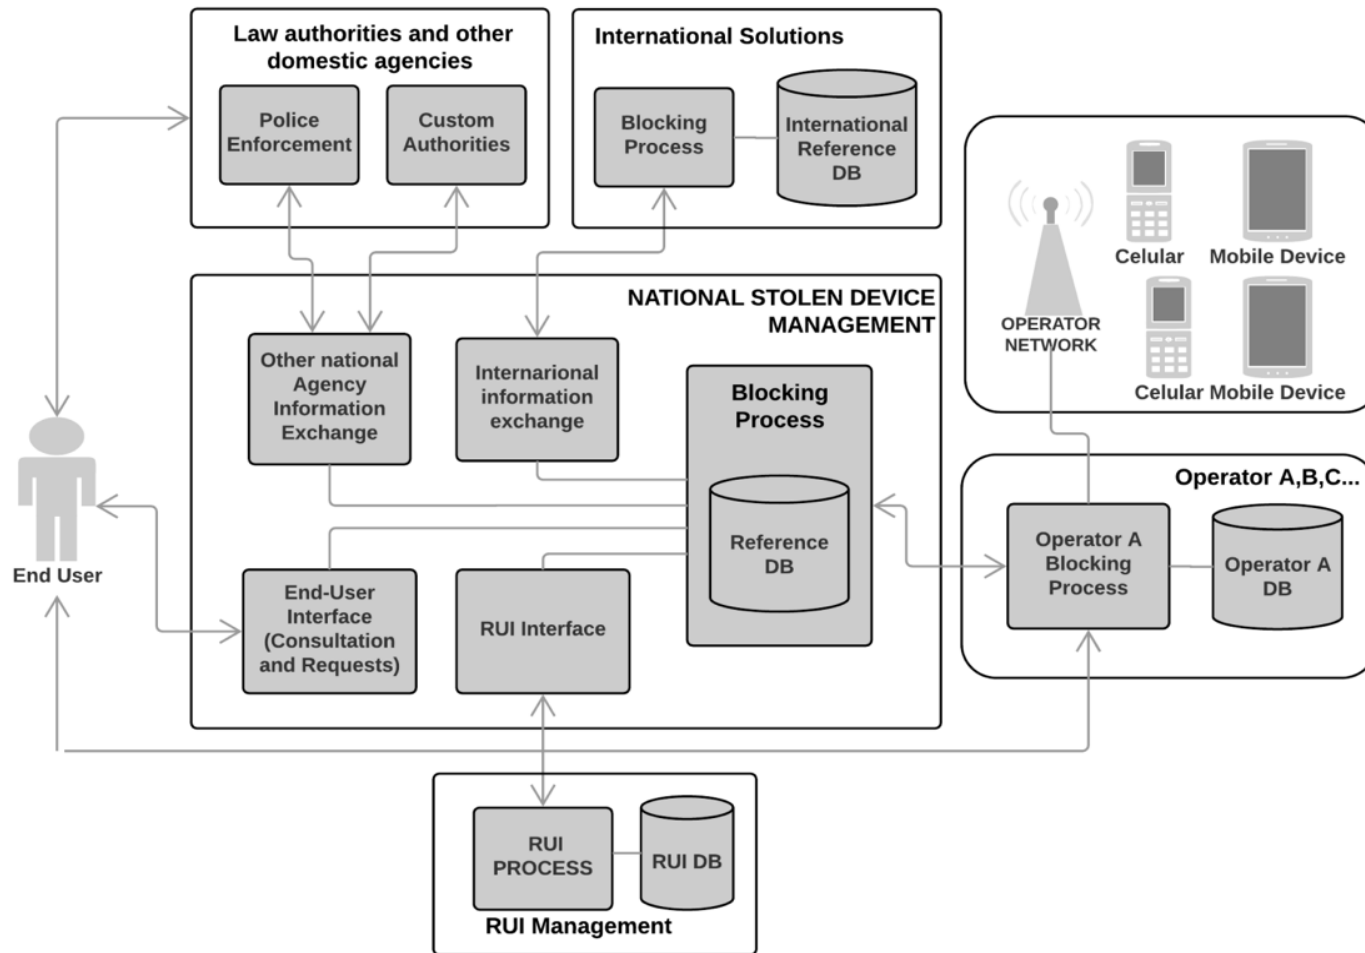 Law authorities and other
domestic agencies
Police
Enforcement
Custom
Authorities
International Solutions
Blocking
Process
International
Reference
DB
Celular
Mobile Device
OPERATOR
NETWORK
Celular
Mobile Device
NATIONAL STOLEN DEVICE
MANAGEMENT
Other national
Agency
Information
Exchange
Internarional
information
exchange
Blocking
Process
Reference
DB
End User
End-User
Interface
(Consultation
and Requests)
RUI Interface
Operator A,B,C...
Operator A
Blocking
Process
Operator A
DB
RUI
PROCESS
RUI DB
RUI Management